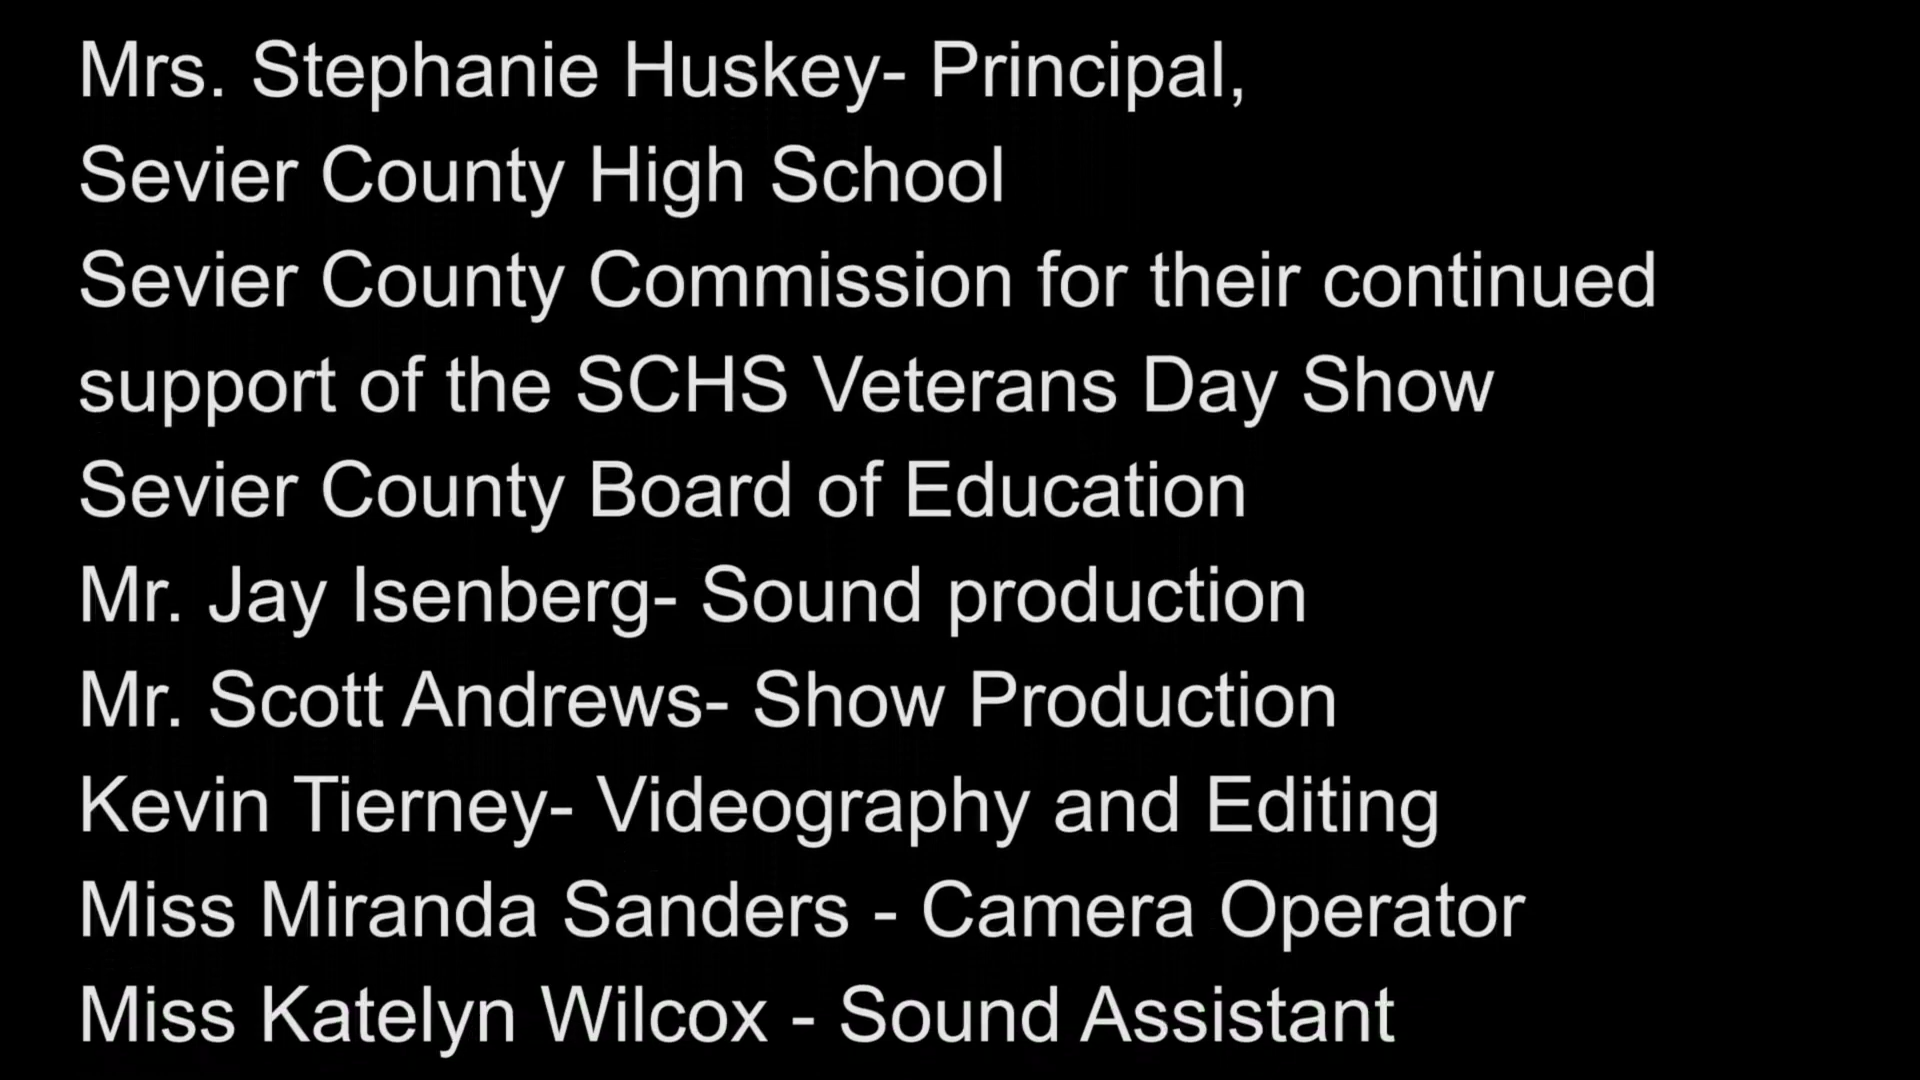 Mrs. Stephanie Huskey- Principal,
Sevier County High School
Sevier County Commission for their continued
support of the SCHS Veterans Day Show
Sevier County Board of Education
Mr. Jay Isenberg- Sound production
Mr. Scott Andrews- Show Production
Kevin Tierney- Videography and Editing
Miss Miranda Sanders - Camera Operator
Miss Katelyn Wilcox - Sound Assistant